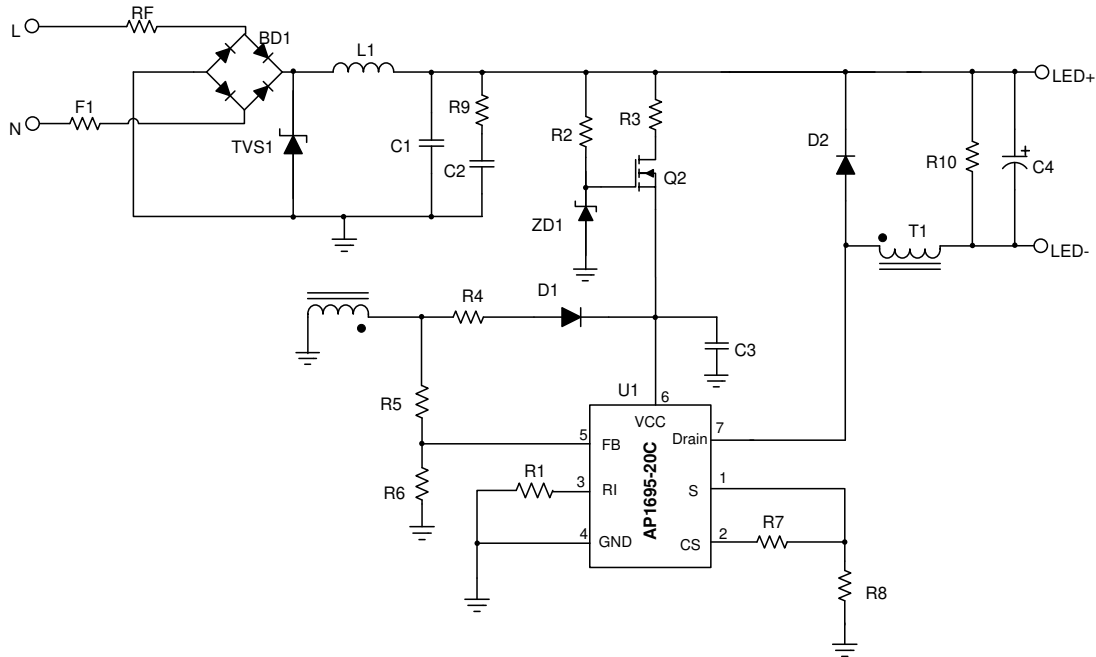 RF
L
BD1
L1
F1
N
TVS1
C1
R9
C2
R2
R3
Q2
ZD1
D2
R10
+
C4
LED+
T1
LED-
R4
D1
C3
R5
R6
U1
6
VCC
5
FB
Drain
7
AP1695-20C
R1
3
RI
S
1
4
GND
CS
2
R7
R8